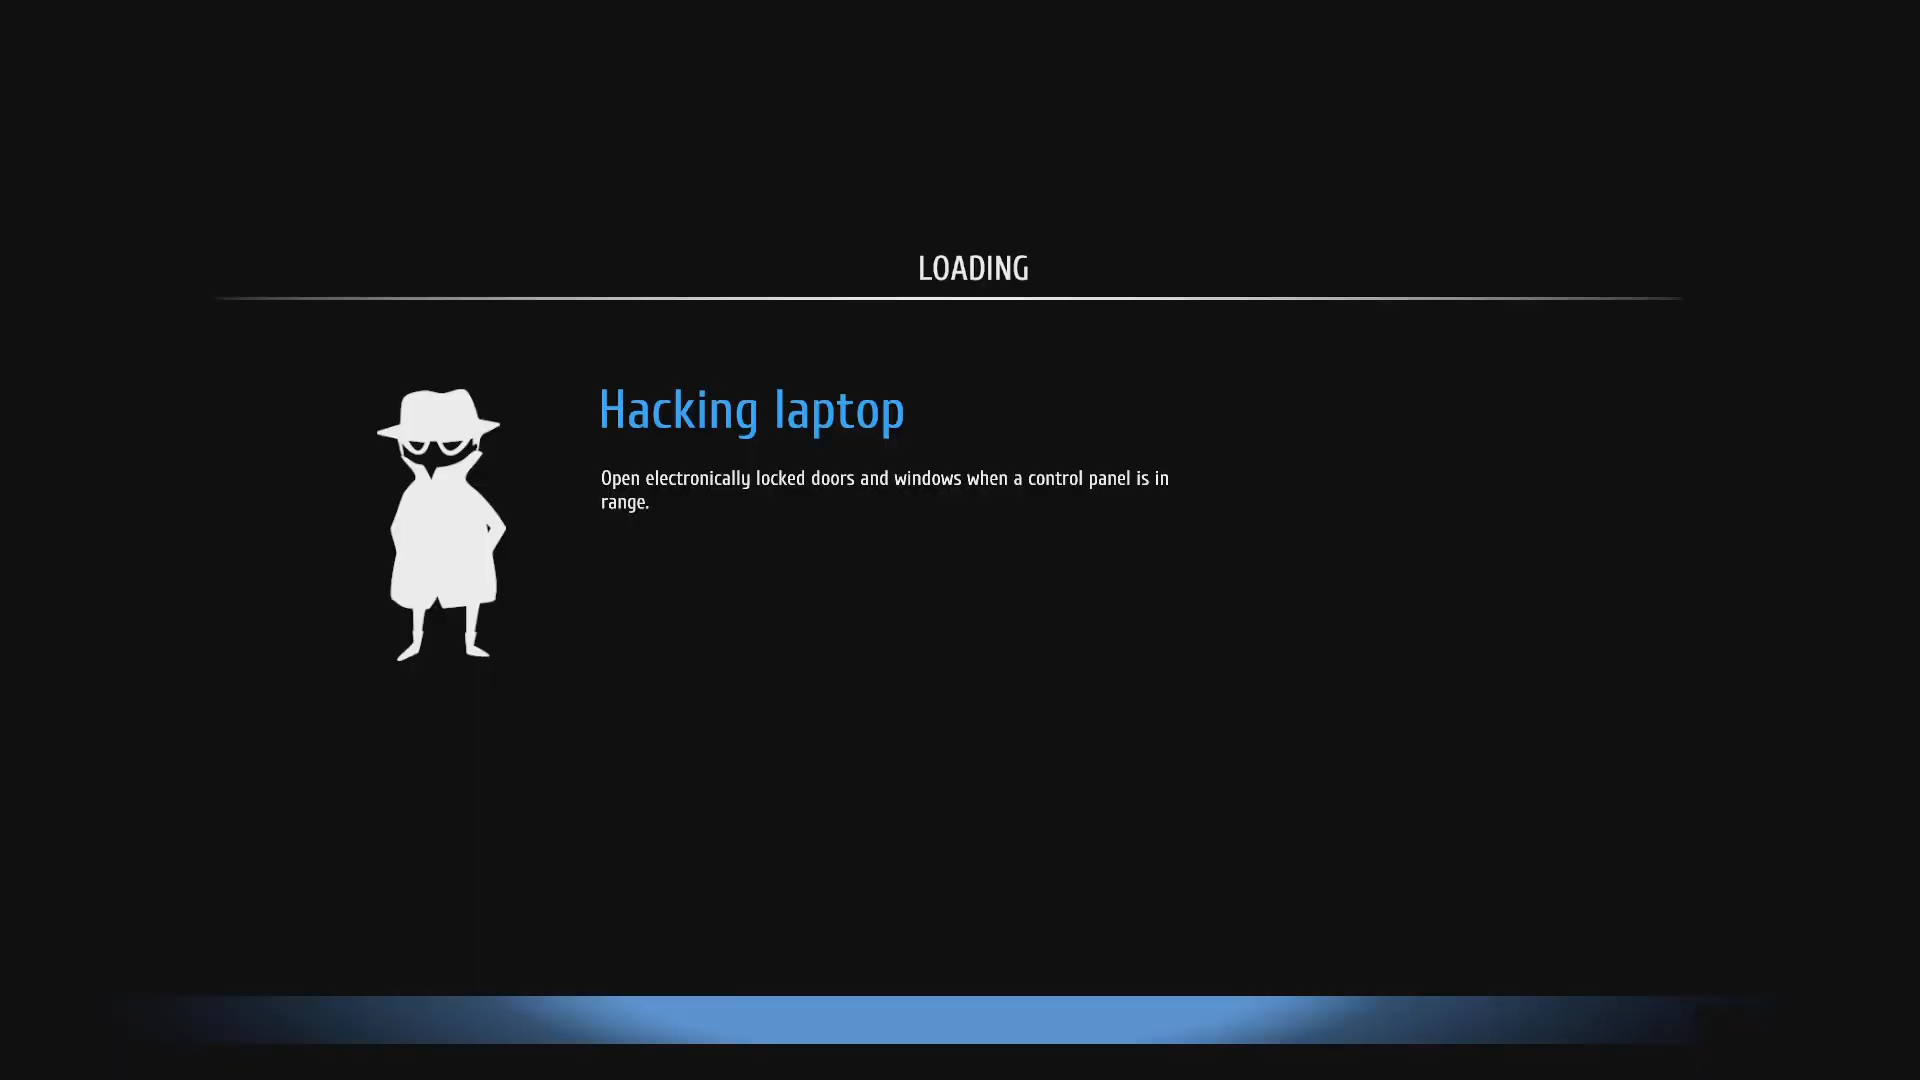 LOADING
Hacking laptop
Open electronically locked doors and windows when a control panel is in
range.